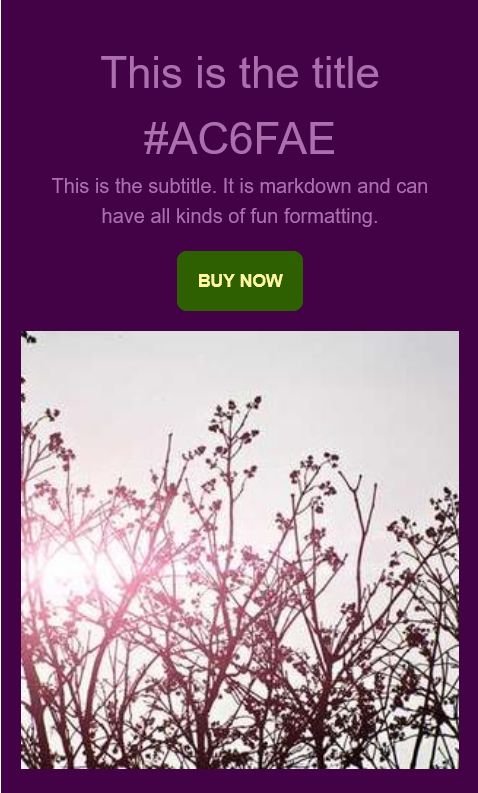 This is the title
#AC6FAE
This is the subtitle. It is markdown and can
have all kinds of fun formatting.
BUY NOW